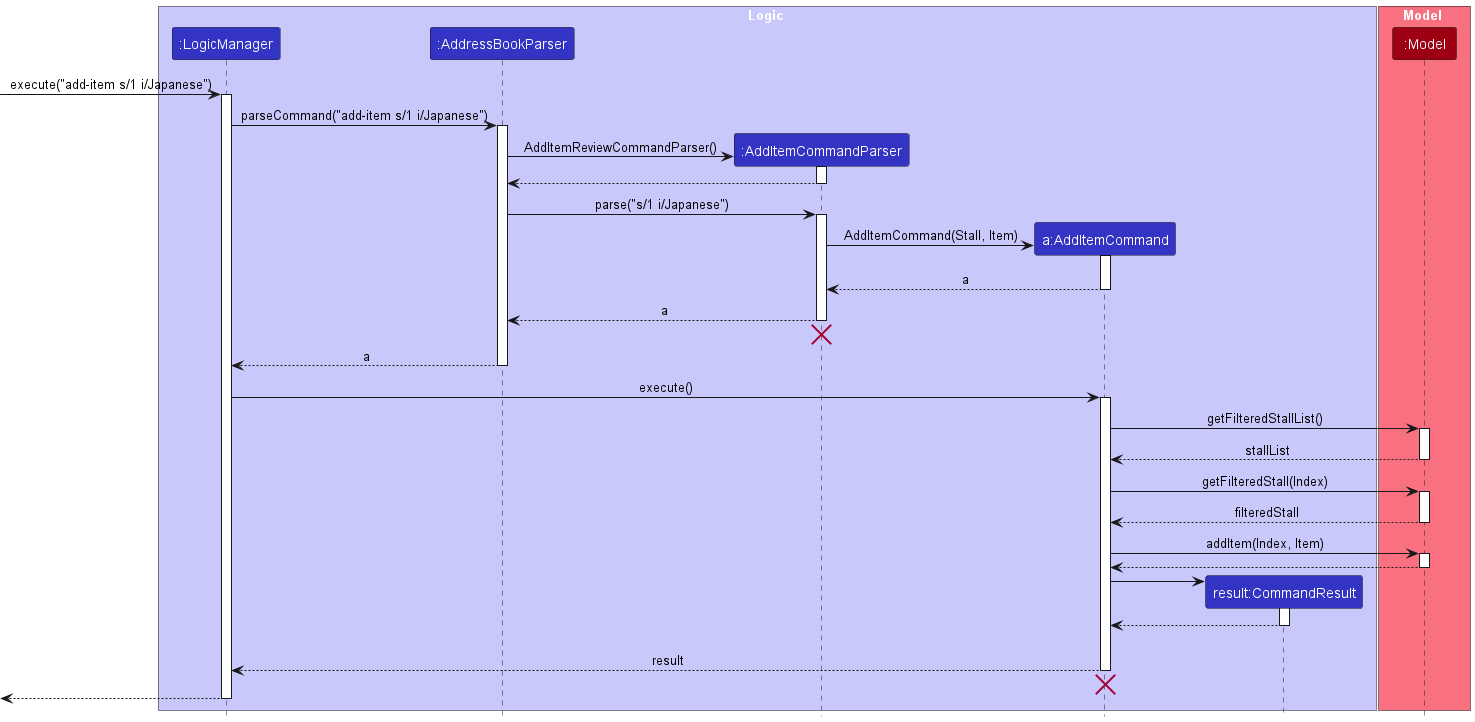 Logic
Model
:LogicManager
:AddressBookParser
:Model
execute("add-item s/1 i/Japanese")
parseCommand("add-item s/1 i/Japanese")
AddItemReviewCommandParser()
:AddItemCommandParser
parse("s/1 i/Japanese")
AddItemCommand(Stall, Item)
a:AddItemCommand
a
a
a
execute()
getFilteredStallList()
stallList
getFilteredStall(Index)
filteredStall
addItem(Index, Item)
result:CommandResult
result